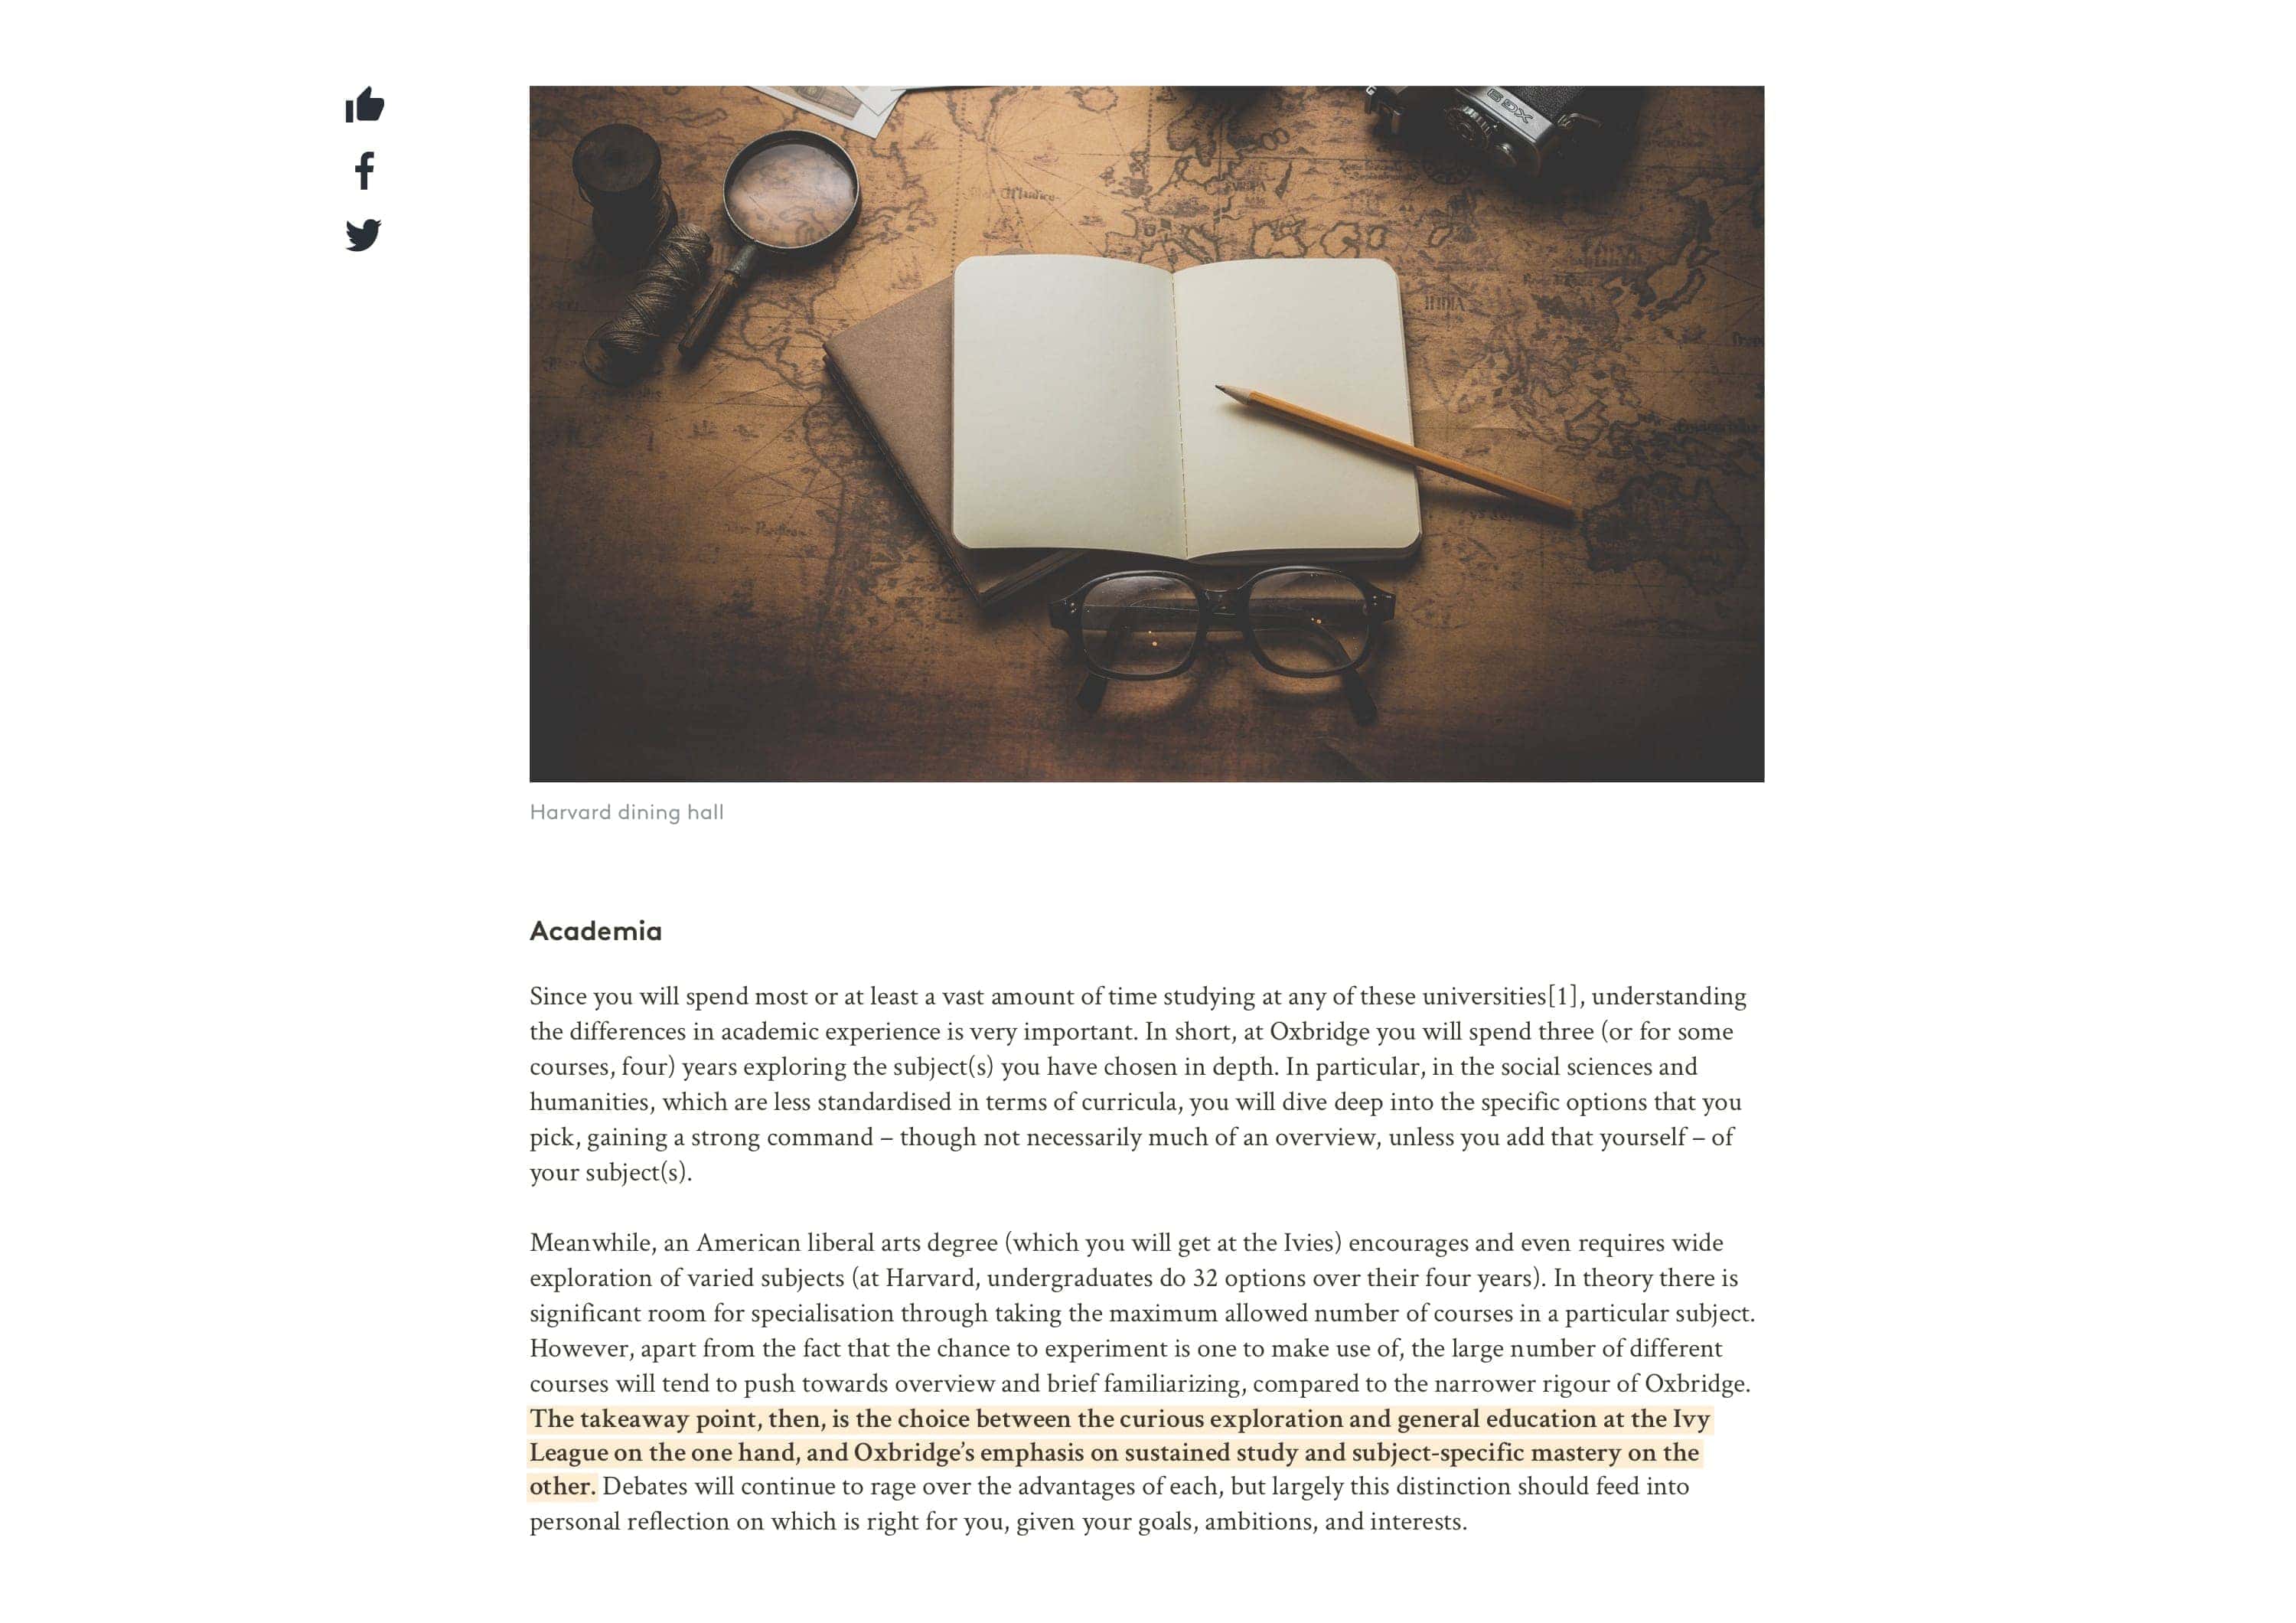 6DX
EVROPA
INDIA
Harvard dining hall
Academia
Since you will spend most or at least a vast amount of time studying at any of these universities[1], understanding
the differences in academic experience is very important. In short, at Oxbridge you will spend three (or for some
courses, four) years exploring the subject(s) you have chosen in depth. In particular, in the social sciences and
humanities, which are less standardised in terms of curricula, you will dive deep into the specific options that you
pick, gaining a strong command – though not necessarily much of an overview, unless you add that yourself – of
your subject(s).
Meanwhile, an American liberal arts degree (which you will get at the Ivies) encourages and even requires wide
exploration of varied subjects (at Harvard, undergraduates do 32 options over their four years). In theory there is
significant room for specialisation through taking the maximum allowed number of courses in a particular subject.
However, apart from the fact that the chance to experiment is one to make use of, the large number of different
courses will tend to push towards overview and brief familiarizing, compared to the narrower rigour of Oxbridge.
The takeaway point, then, is the choice between the curious exploration and general education at the Ivy
League on the one hand, and Oxbridge’s emphasis on sustained study and subject-specific mastery on the
other. Debates will continue to rage over the advantages of each, but largely this distinction should feed into
personal reflection on which is right for you, given your goals, ambitions, and interests.